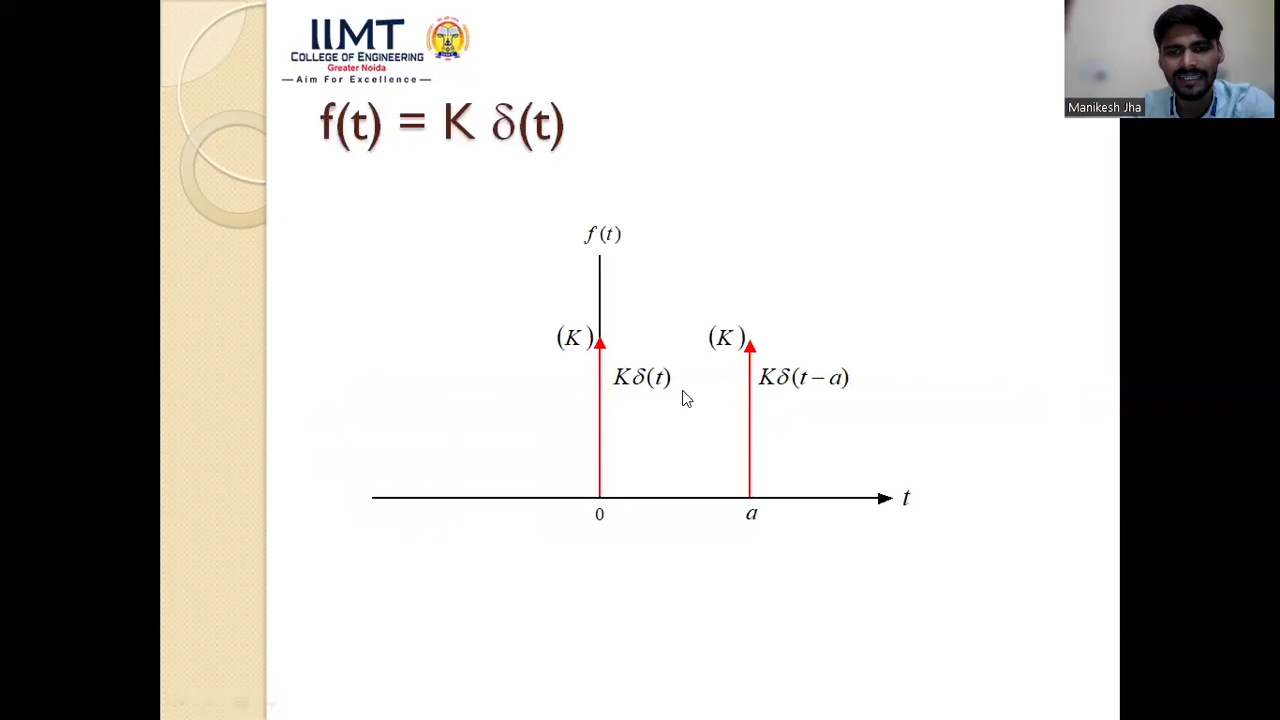 IIMT
COLLEGE OF ENGINEERING
Greater Noida
—Aim For Excellence—
Manikesh Jha
f(t) = K δ(t)
f(t)
(K) (K)
Kδ(t) Kδ(t−a)
t
0 a